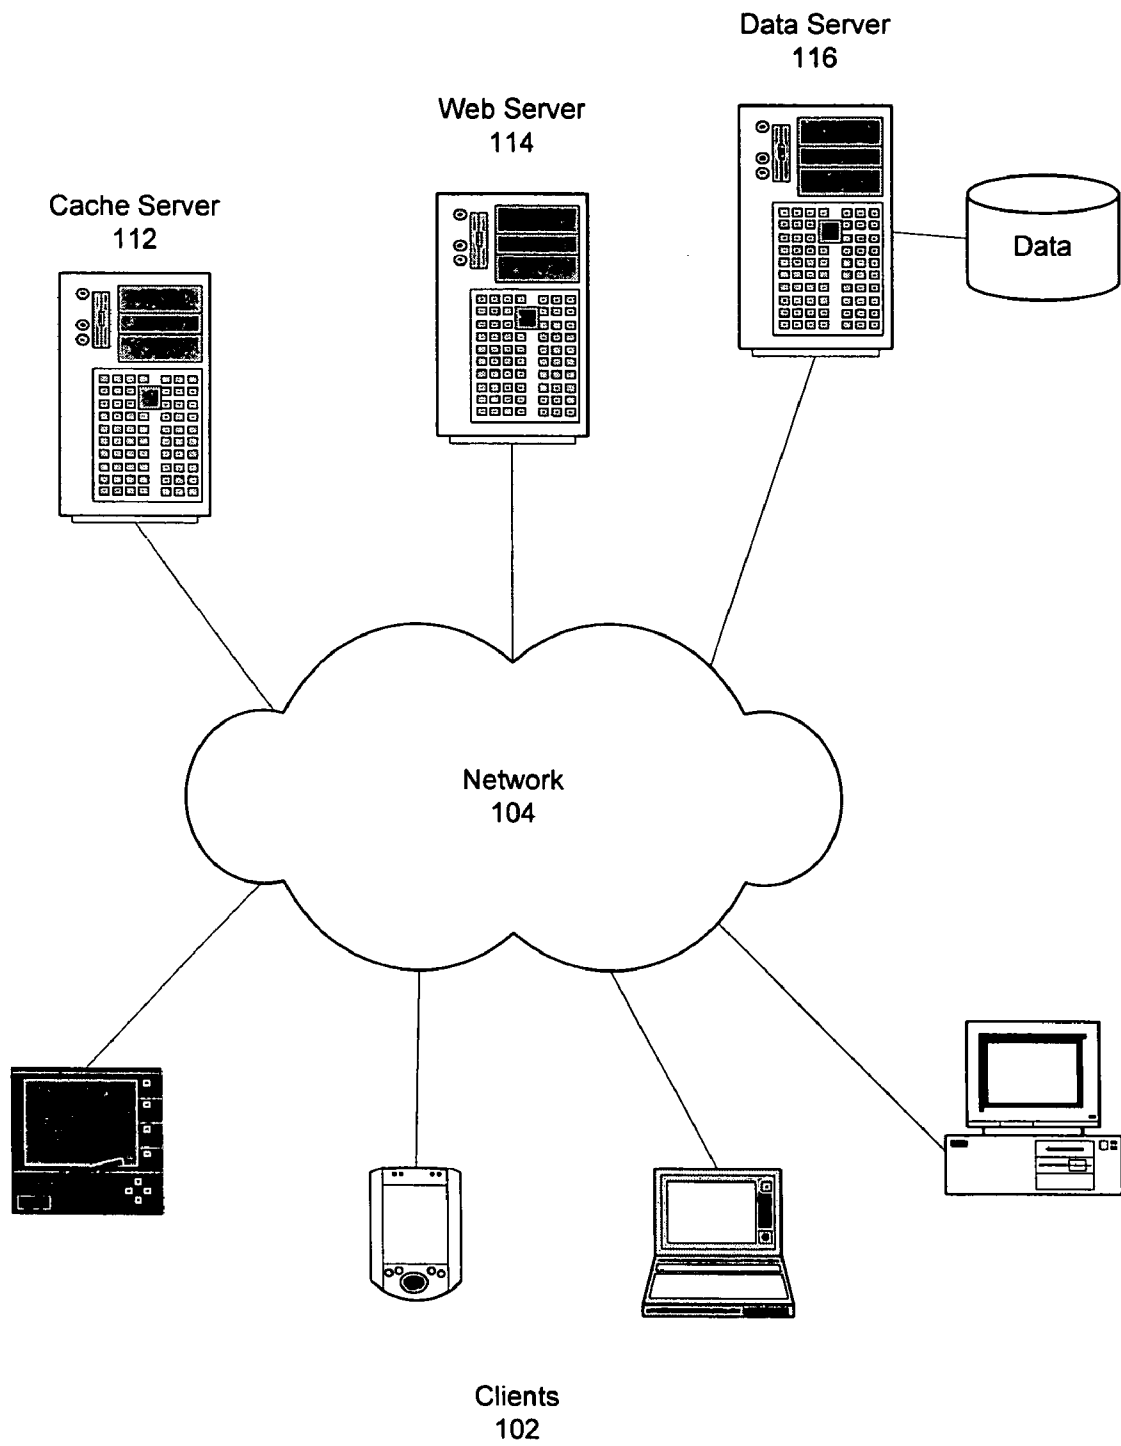 Data Server
116
Web Server
114
Cache Server
112
Data
Network
104
Clients
102